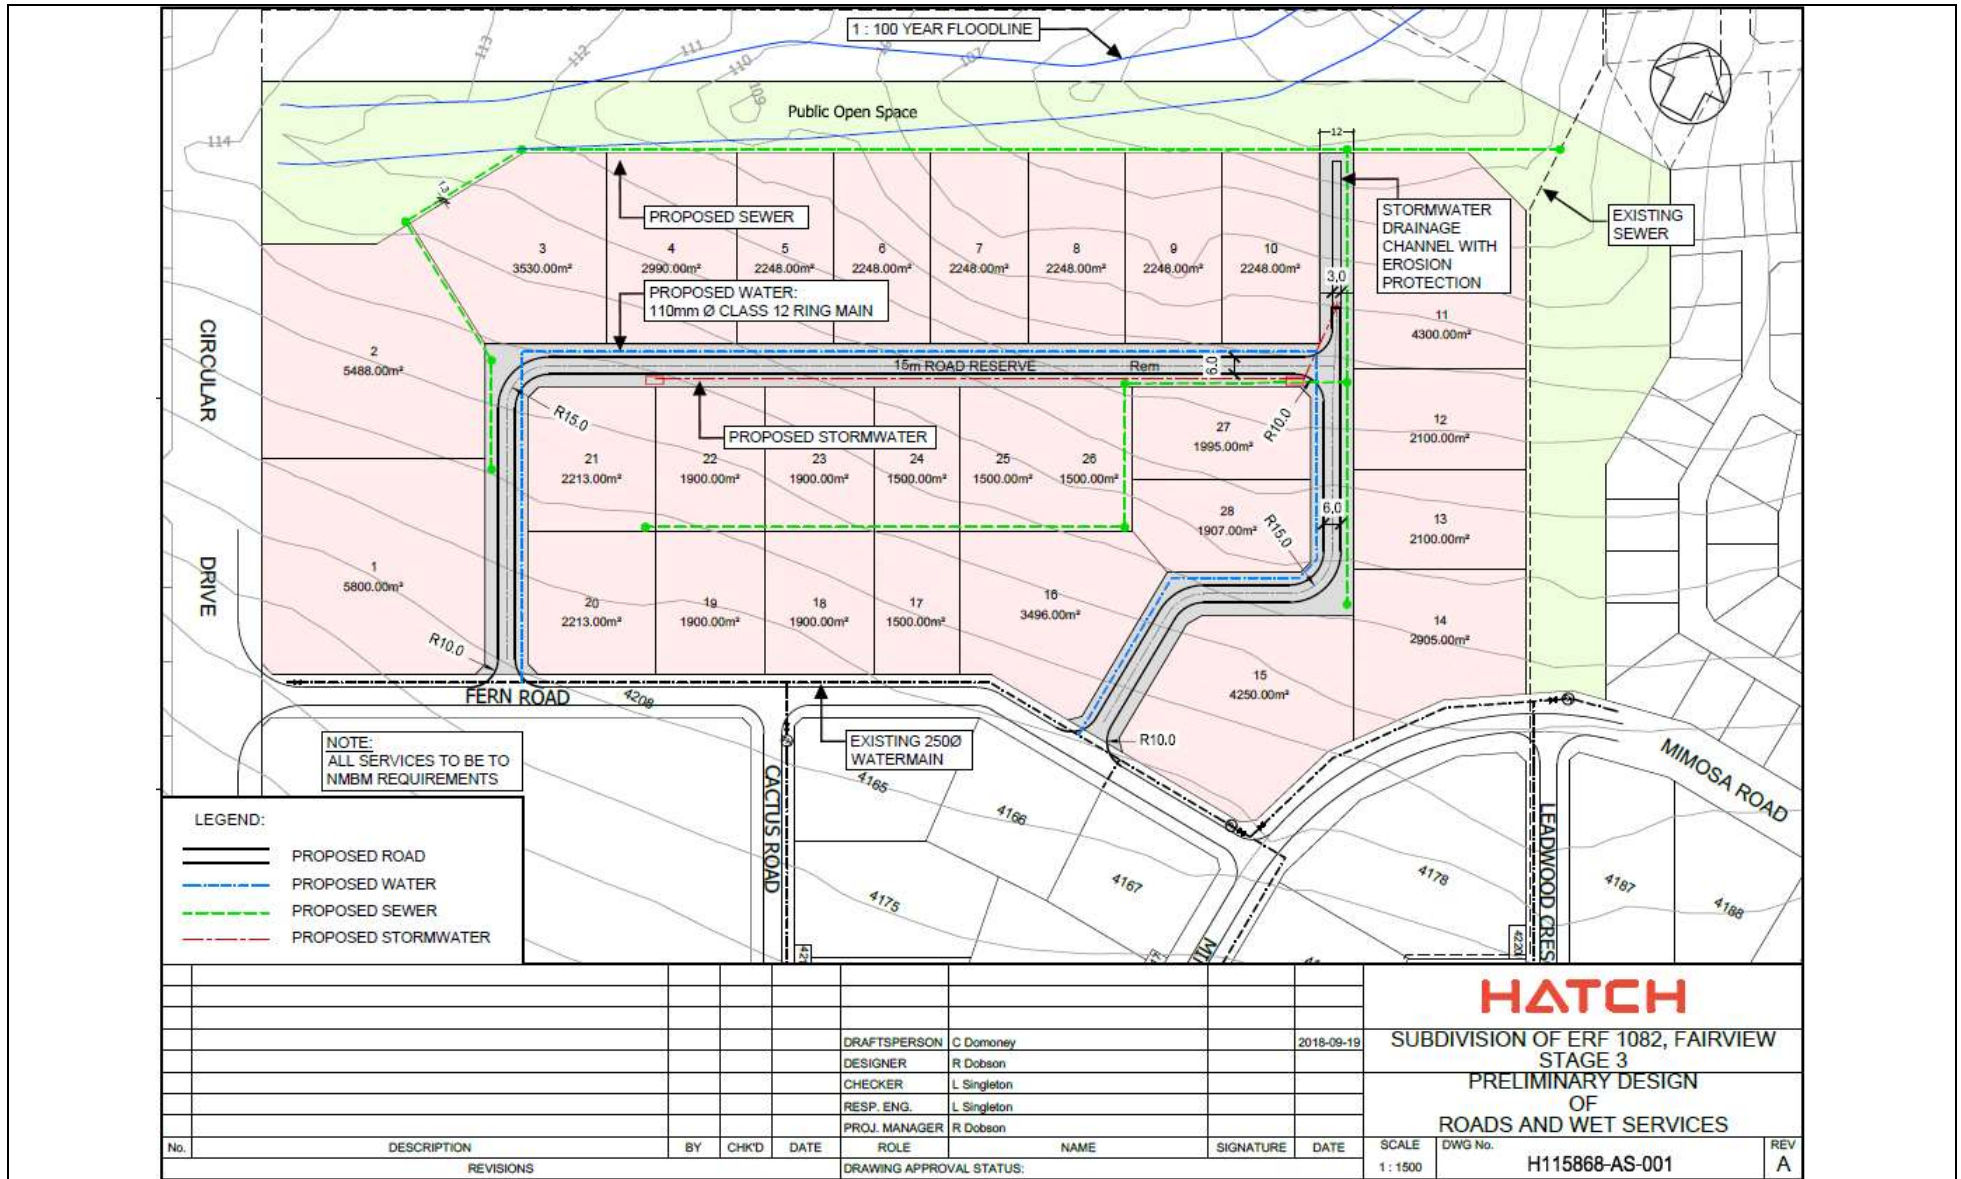 1 : 100 YEAR FLOODLINE
113
112
111
110
109
107
114
Public Open Space
12
1.3
PROPOSED SEWER
STORMWATER
DRAINAGE
CHANNEL WITH
EROSION
PROTECTION
EXISTING
SEWER
3
3530.00m²
4
2990.00m²
5
2248.00m²
6
2248.00m²
7
2248.00m²
8
2248.00m²
9
2248.00m²
10
2248.00m²
3,0
PROPOSED WATER:
110mm Ø CLASS 12 RING MAIN
11
4300.00m²
CIRCULAR
DRIVE
2
5488.00m²
15m ROAD RESERVE
Rem
6.0
R15.0
PROPOSED STORMWATER
R10.0
27
1995.00m²
12
2100.00m²
21
2213.00m²
22
1900.00m²
23
1900.00m²
24
1500.00m²
25
1500.00m²
26
1500.00m²
28
1907.00m²
R15.0
6,0
13
2100.00m²
1
5800.00m²
20
2213.00m²
19
1900.00m²
18
1900.00m²
17
1500.00m²
16
3496.00m²
14
2905.00m²
R10.0
15
4250.00m²
FERN ROAD
4208
R10.0
EXISTING 250Ø
WATERMAIN
NOTE:
ALL SERVICES TO BE TO
NMBM REQUIREMENTS
CACTUS ROAD
4165
4166
4167
4175
4178
4187
4188
4220
MIMOSA ROAD
LEADWOOD CRES
LEGEND:
PROPOSED ROAD
PROPOSED WATER
PROPOSED SEWER
PROPOSED STORMWATER
HATCH
SUBDIVISION OF ERF 1082, FAIRVIEW
STAGE 3
PRELIMINARY DESIGN
OF
ROADS AND WET SERVICES
DRAFTSPERSON C Domoney 2018-09-19
DESIGNER R Dobson
CHECKER L Singleton
RESP. ENG. L Singleton
PROJ. MANAGER R Dobson
No. DESCRIPTION BY CHK'D DATE ROLE NAME SIGNATURE DATE
REVISIONS
DRAWING APPROVAL STATUS:
SCALE
1 : 1500
DWG No.
H115868-AS-001
REV
A